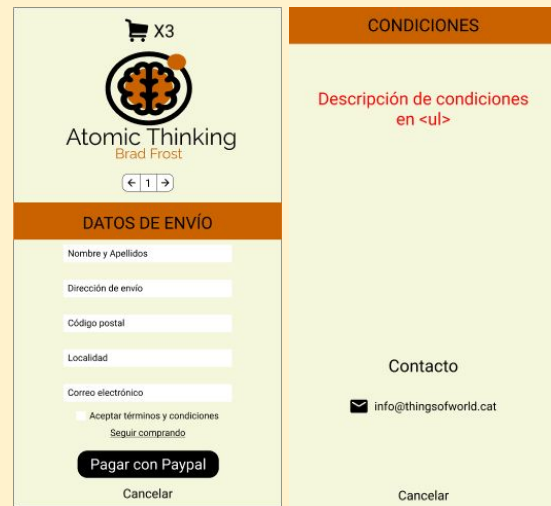 X3
Atomic Thinking
Brad Frost
1
DATOS DE ENVÍO
Nombre y Apellidos
Dirección de envío
Código postal
Localidad
Correo electrónico
Aceptar términos y condiciones
Seguir comprando
Pagar con Paypal
Cancelar
CONDICIONES
Descripción de condiciones
en <ul>
Contacto
info@thingsofworld.cat
Cancelar